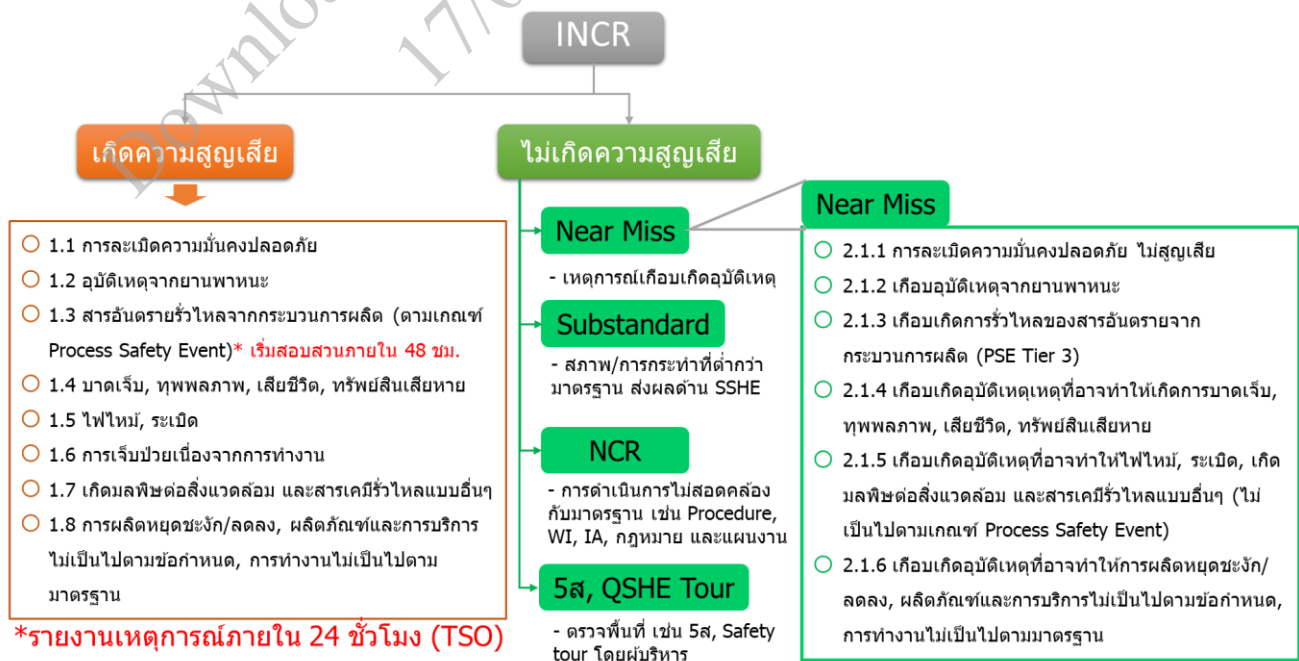 INCR
เกิดความสูญเสีย
1.1 การละเมิดความมั่นคงปลอดภัย
1.2 อุบัติเหตุจากยานพาหนะ
1.3 สารอันตรายรั่วไหลจากกระบวนการผลิต (ตามเกณฑ์
Process Safety Event)* เริ่มสอบสวนภายใน 48 ชม.
1.4 บาดเจ็บ, ทุพพลภาพ, เสียชีวิต, ทรัพย์สินเสียหาย
1.5 ไฟไหม้, ระเบิด
1.6 การเจ็บป่วยเนื่องจากการทำงาน
1.7 เกิดมลพิษต่อสิ่งแวดล้อม และสารเคมีรั่วไหลแบบอื่นๆ
1.8 การผลิตหยุดชะงัก/ลดลง, ผลิตภัณฑ์และการบริการ
ไม่เป็นไปตามข้อกำหนด, การทำงานไม่เป็นไปตาม
มาตรฐาน
*รายงานเหตุการณ์ภายใน 24 ชั่วโมง (TSO)
ไม่เกิดความสูญเสีย
Near Miss
- เหตุการณ์เกือบเกิดอุบัติเหตุ
Substandard
- สภาพ/การกระทำที่ต่ำกว่า
มาตรฐาน ส่งผลด้าน SSHE
NCR
- การดำเนินการไม่สอดคล้อง
กับมาตรฐาน เช่น Procedure,
WI, IA, กฎหมาย และแผนงาน
5ส, QSHE Tour
- ตรวจพื้นที่ เช่น 5ส, Safety
tour โดยผู้บริหาร
Near Miss
2.1.1 การละเมิดความมั่นคงปลอดภัย ไม่สูญเสีย
2.1.2 เกือบอุบัติเหตุจากยานพาหนะ
2.1.3 เกือบเกิดการรั่วไหลของสารอันตรายจาก
กระบวนการผลิต (PSE Tier 3)
2.1.4 เกือบเกิดอุบัติเหตุเหตุที่อาจทำให้เกิดการบาดเจ็บ,
ทุพพลภาพ, เสียชีวิต, ทรัพย์สินเสียหาย
2.1.5 เกือบเกิดอุบัติเหตุที่อาจทำให้ไฟไหม้, ระเบิด, เกิด
มลพิษต่อสิ่งแวดล้อม และสารเคมีรั่วไหลแบบอื่นๆ (ไม่
เป็นไปตามเกณฑ์ Process Safety Event)
2.1.6 เกือบเกิดอุบัติเหตุที่อาจทำให้การผลิตหยุดชะงัก/
ลดลง, ผลิตภัณฑ์และการบริการไม่เป็นไปตามข้อกำหนด,
การทำงานไม่เป็นไปตามมาตรฐาน